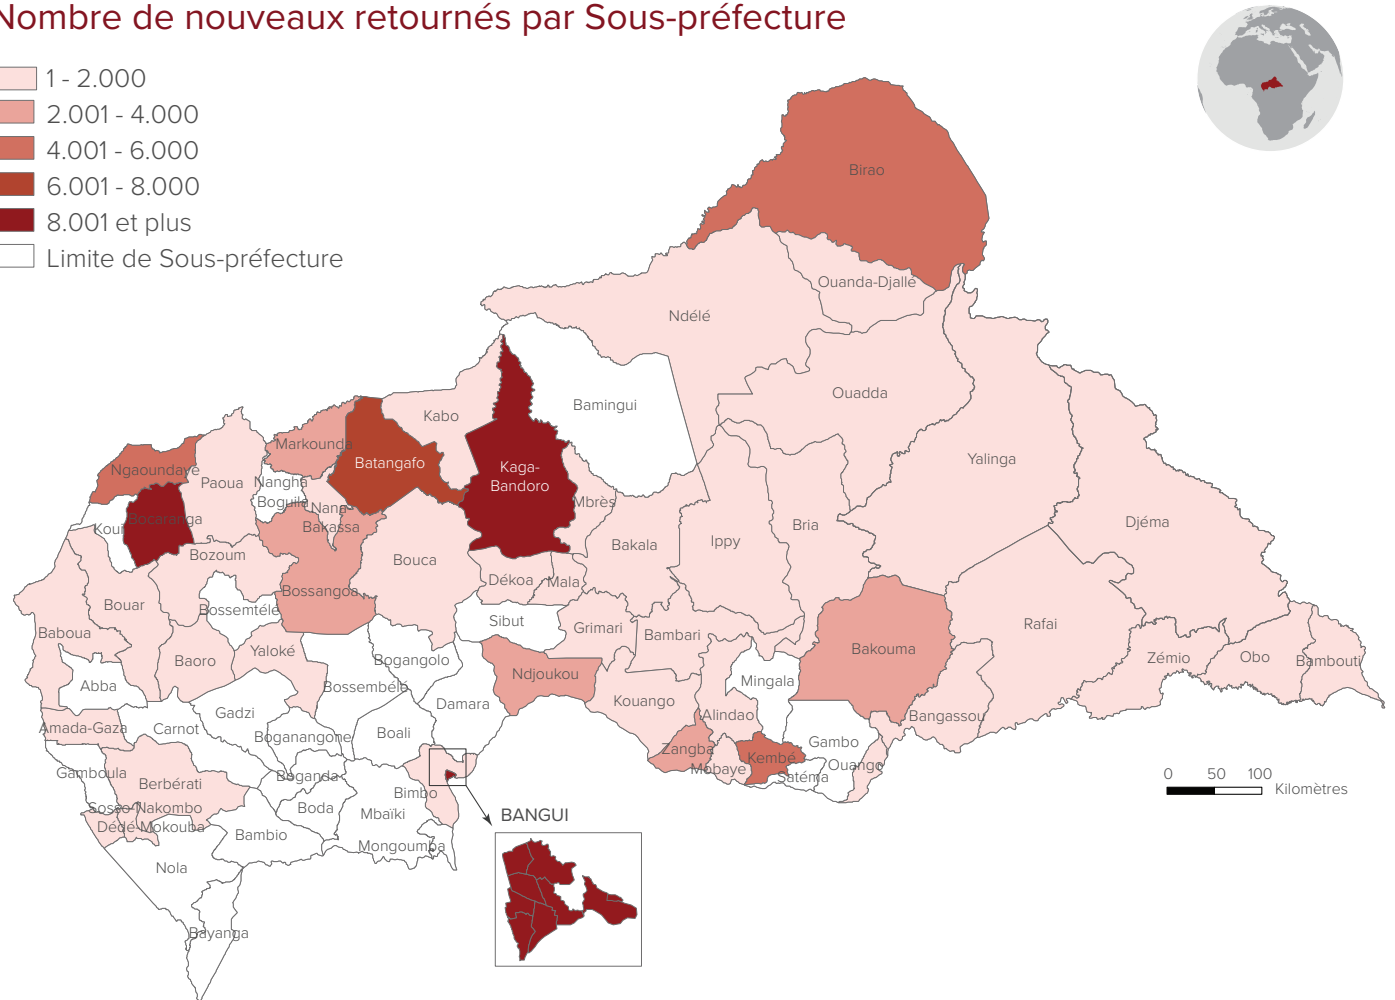 Nombre de nouveaux retournés par Sous-préfecture
1 - 2.000
2.001 - 4.000
4.001 - 6.000
6.001 - 8.000
8.001 et plus
Limite de Sous-préfecture
Birao
Ouanda-Djallé
Ndélé
Ouadda
Bamingui
Kabo
Markounda
Batangafo
Kaga-
Bandoro
Yalinga
Ngaoundaye
Paoua
Nangha
Boguila
Nana-
Bakassa
Mbrès
Koui
Bocaranga
Djéma
Bria
Ippy
Bakala
Bozoum
Bouca
Dékoa
Mala
Bossangoa
Bouar
Bossemtélé
Sibut
Grimari
Bambari
Rafai
Baboua
Baoro
Yaloké
Bogangolo
Bakouma
Zémio
Obo
Bambouti
Abba
Bossembélé
Ndjoukou
Mingala
Damara
Kouango
Alindao
Bangassou
Gadzi
Amada-Gaza
Carnot
Boganangone
Boali
Zangba
Mobaye
Kembé
Gambo
Ouango
Satéma
Gamboula
Berbérati
Boganda
Bimbo
Sosso-Nakombo
Boda
Mbaïki
Dédé-Mokouba
Bambio
Mongoumba
Nola
Bayanga
BANGUI
0 50 100
Kilomètres